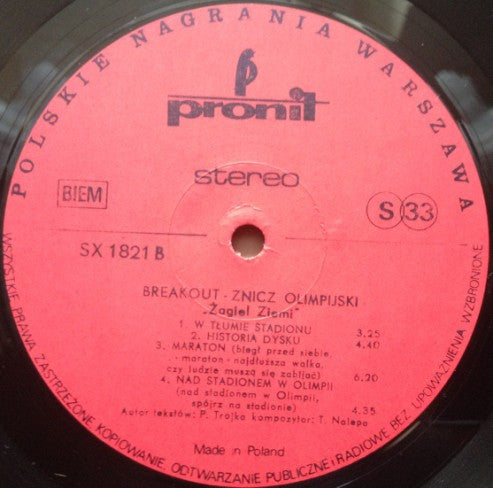 POLSKIE NAGRANIA WARSZAWA
pronit
stereo
BIEM
S 33
SX 1821 B
BREAKOUT - ZNICZ OLIMPIJSKI
„Żagiel Ziemi"
1. W TŁUMIE STADIONU 3.25
2. HISTORIA DYSKU 4.40
3. MARATON (biegł przed siebie,
.-maraton-najdłuższa walka,
czy ludzie muszą się zabijać) 6.20
4. NAD STADIONEM W OLIMPII
(nad stadionem w Olimpii,
spójrz na stadionie) 4.35
Autor tekstów: P. Trojka kompozytor: T. Nalepa
Made in Poland
WSZYSTKIE PRAWA ZASTRZEŻONE KOPIOWANIE, ODTWARZANIE PUBLICZNE i RADIOWE BEZ UPOWAŻNIENIA WZBRONIONE